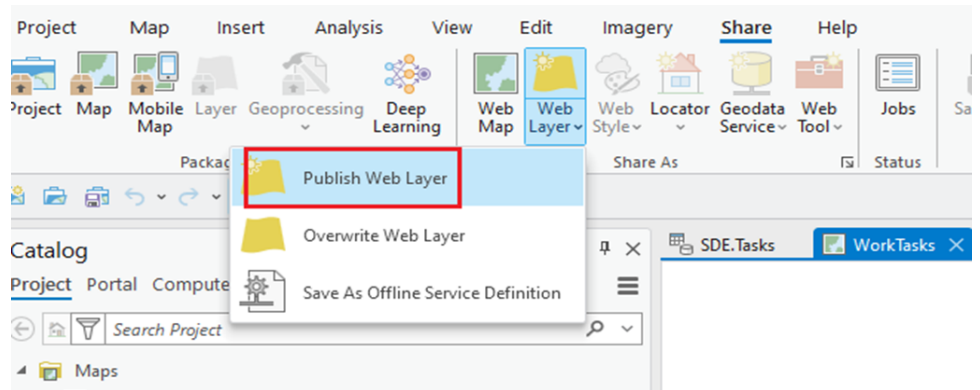 Project Map Insert Analysis View Edit Imagery Share Help
Project Map Mobile Map Layer Geoprocessing Deep Learning Web Map Web Layer Web Style Locator Geodata Service Web Tool Jobs
Share As Status
Publish Web Layer
Overwrite Web Layer
Save As Offline Service Definition
Catalog
SDE.Tasks WorkTasks
Project Portal
Search Project
Maps